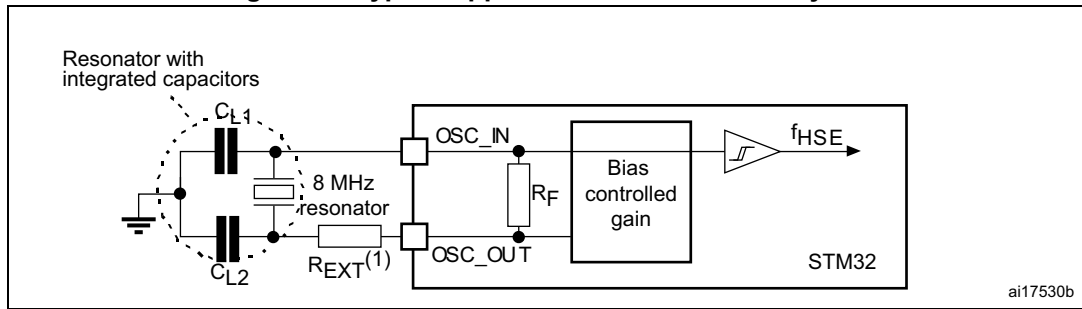 Resonator with
integrated capacitors
CL1
OSC_IN
fHSE
8 MHz
resonator
RF
Bias
controlled
gain
REXT(1)
OSC_OUT
STM32
CL2
ai17530b